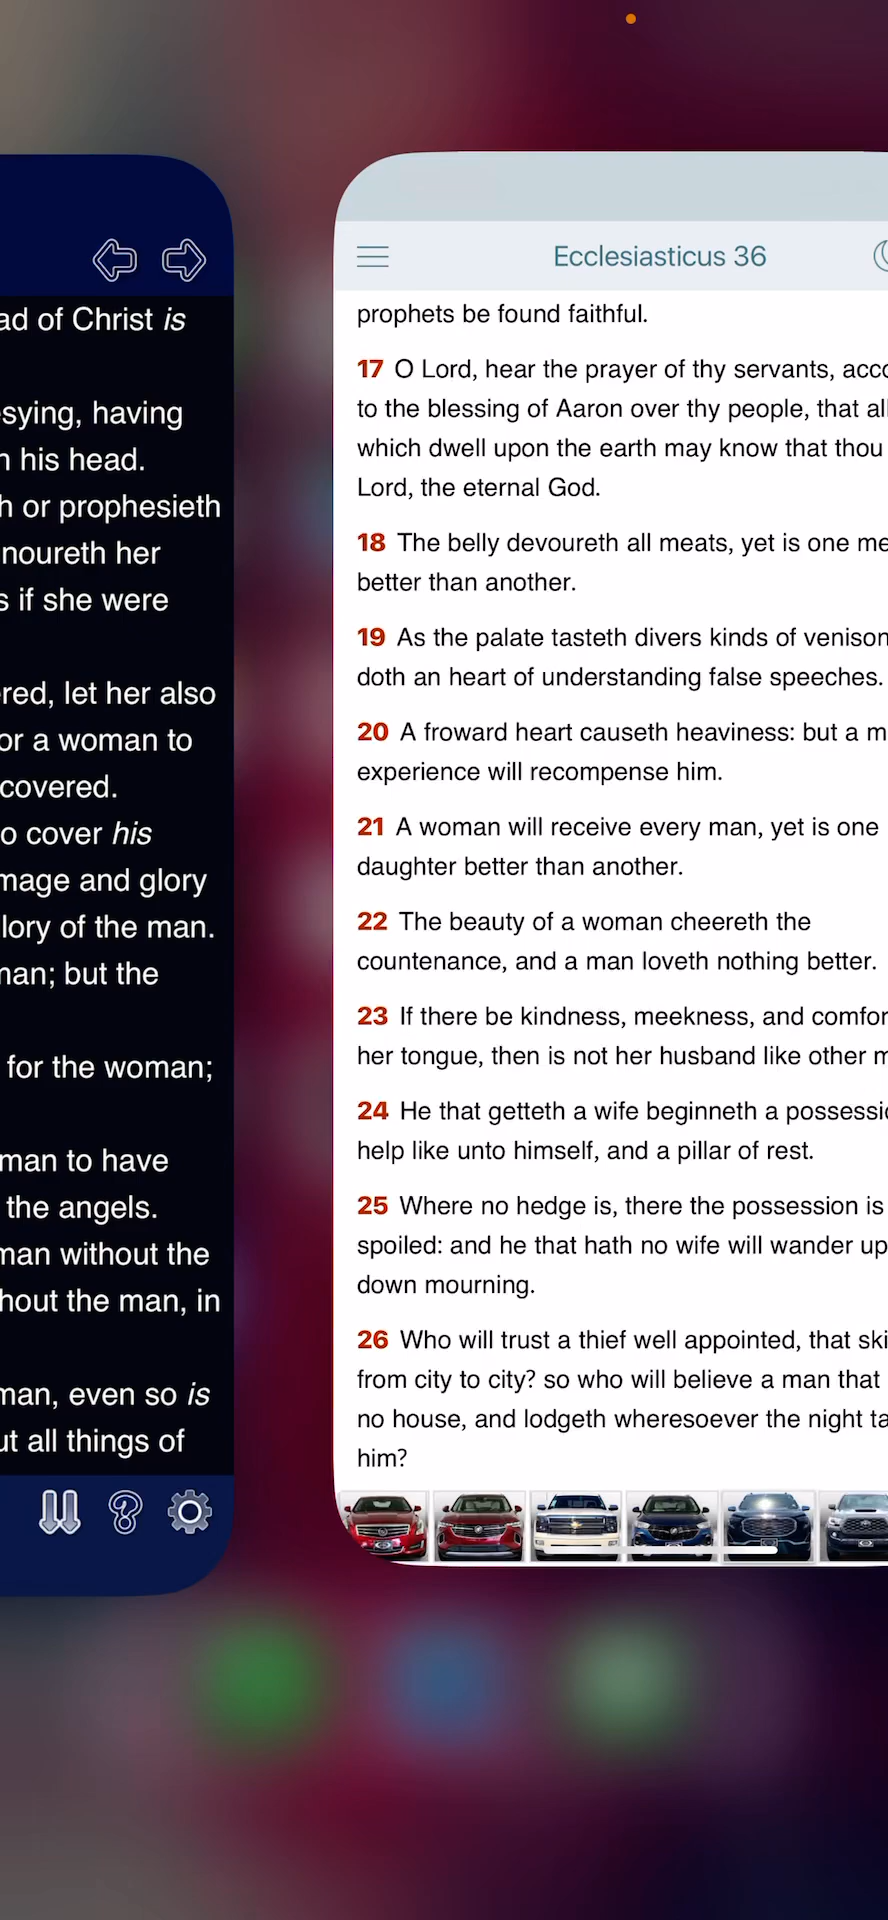 ad of Christ is
sying, having
his head.
or prophesieth
noureth her
if she were
red, let her also
or a woman to
covered.
o cover his
mage and glory
lory of the man.
man; but the
for the woman;
man to have
the angels.
man without the
hout the man, in
man, even so is
ut all things of
Ecclesiasticus 36
prophets be found faithful.
17 O Lord, hear the prayer of thy servants, acco
to the blessing of Aaron over thy people, that al
which dwell upon the earth may know that thou
Lord, the eternal God.
18 The belly devoureth all meats, yet is one me
better than another.
19 As the palate tasteth divers kinds of venison
doth an heart of understanding false speeches.
20 A froward heart causeth heaviness: but a m
experience will recompense him.
21 A woman will receive every man, yet is one
daughter better than another.
22 The beauty of a woman cheereth the
countenance, and a man loveth nothing better.
23 If there be kindness, meekness, and comfor
her tongue, then is not her husband like other m
24 He that getteth a wife beginneth a possessi
help like unto himself, and a pillar of rest.
25 Where no hedge is, there the possession is
spoiled: and he that hath no wife will wander up
down mourning.
26 Who will trust a thief well appointed, that ski
from city to city? so who will believe a man that
no house, and lodgeth wheresoever the night ta
him?